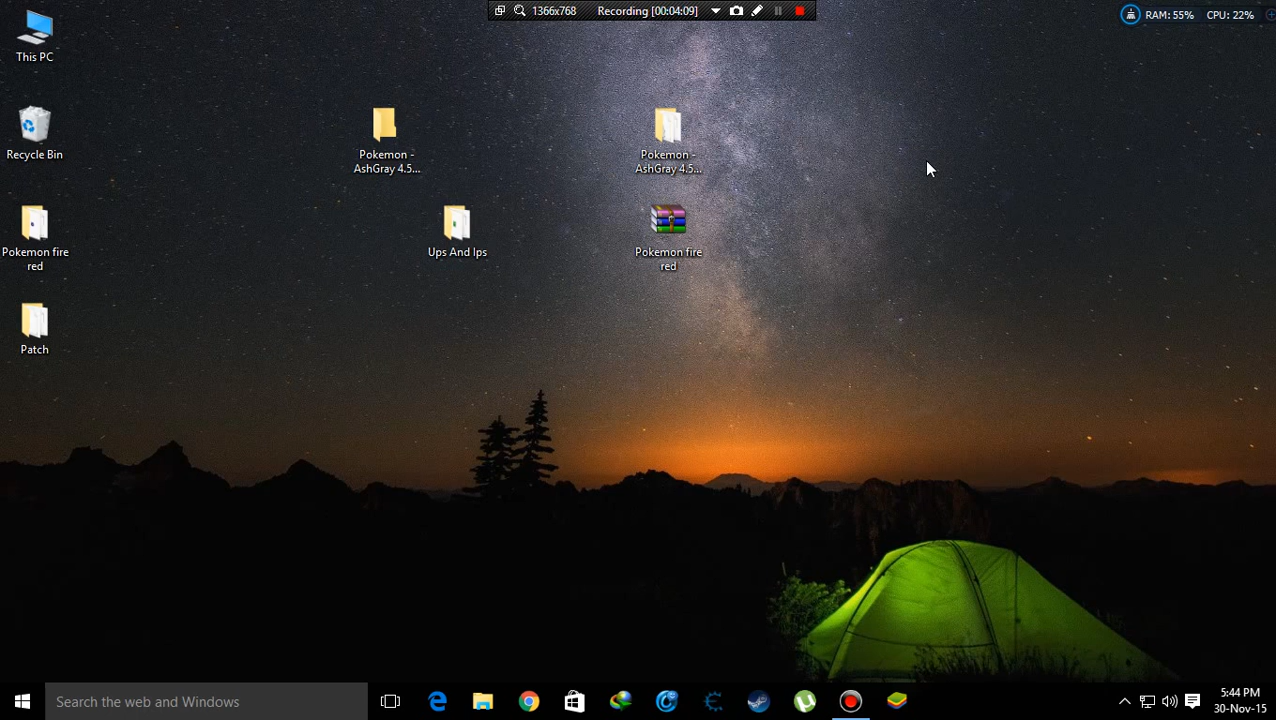 1366x768 Recording [00:04:09]
RAM: 55% CPU: 22%
This PC
Recycle Bin
Pokemon -
AshGray 4.5...
Pokemon -
AshGray 4.5...
Pokemon fire
red
Ups And Ips
Pokemon fire
red
Patch
Search the web and Windows
5:44 PM
30-Nov-15